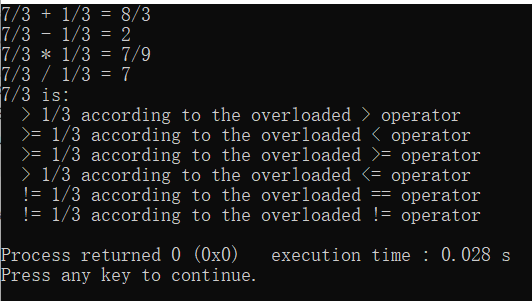 7/3 + 1/3 = 8/3
7/3 - 1/3 = 2
7/3 * 1/3 = 7/9
7/3 / 1/3 = 7
7/3 is:
  > 1/3 according to the overloaded > operator
  >= 1/3 according to the overloaded < operator
  >= 1/3 according to the overloaded >= operator
  > 1/3 according to the overloaded <= operator
  != 1/3 according to the overloaded == operator
  != 1/3 according to the overloaded != operator

Process returned 0 (0x0)   execution time : 0.028 s
Press any key to continue.